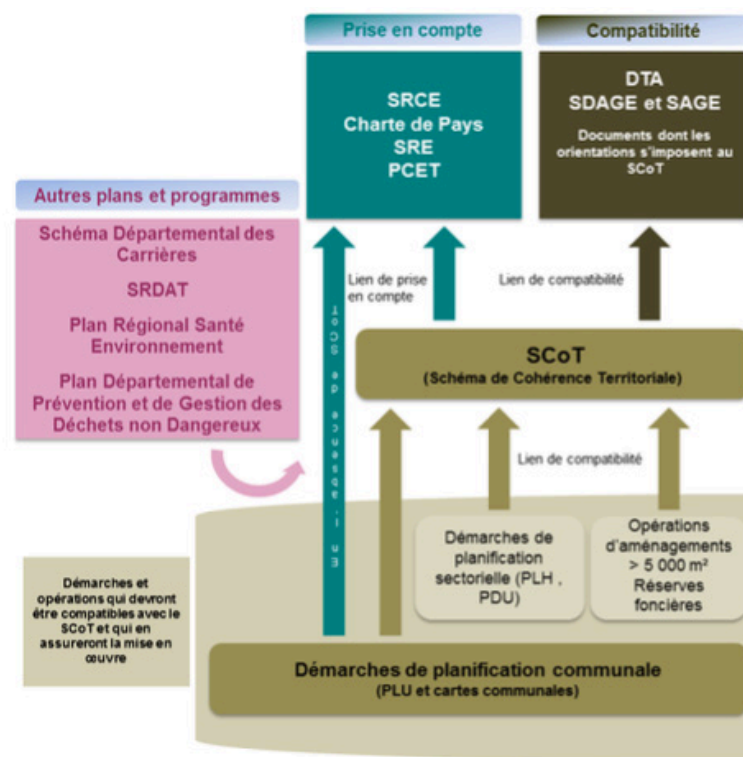 Prise en compte
Compatibilité
SRCE
Charte de Pays
SRE
PCET
DTA
SDAGE et SAGE
Documents dont les
orientations s'imposent au
SCoT
Autres plans et programmes
Schéma Départemental des
Carrières
SRDAT
Plan Régional Santé
Environnement
Plan Départemental de
Prévention et de Gestion des
Déchets non Dangereux
Lien de prise
en compte
Lien de compatibilité
En l'absence de SCoT
SCoT
(Schéma de Cohérence Territoriale)
Lien de compatibilité
Démarches de
planification
sectorielle (PLH ,
PDU)
Opérations
d'aménagements
> 5 000 m²
Réserves
foncières
Démarches et
opérations qui devront
être compatibles avec le
SCoT et qui en
assureront la mise en
œuvre
Démarches de planification communale
(PLU et cartes communales)